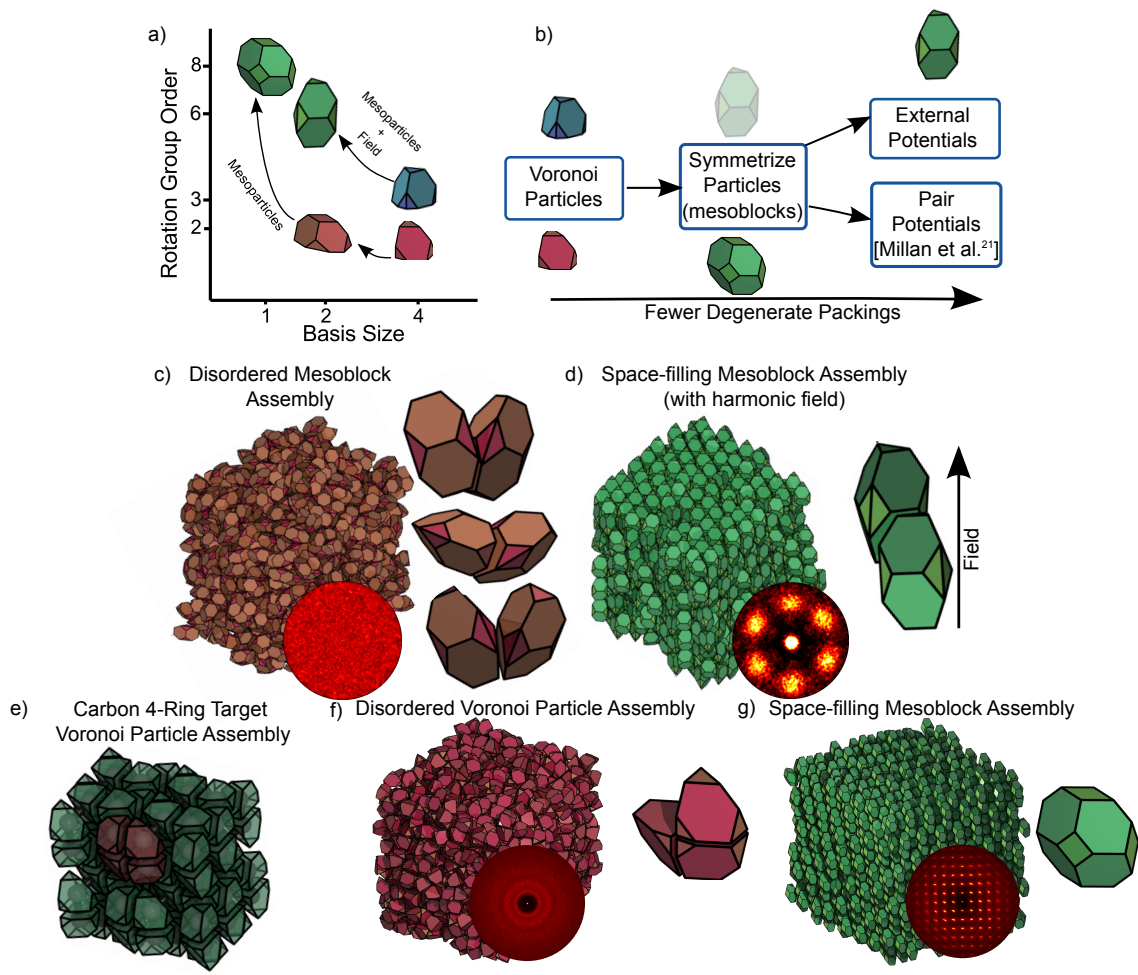 a)
8
6
3
2
Rotation Group Order
1
2
4
Basis Size
Mesoparticles
Mesoparticles
+
Field
b)
Voronoi
Particles
Symmetrize
Particles
(mesoblocks)
External
Potentials
Pair
Potentials
[Millan et al.²¹]
Fewer Degenerate Packings
c) Disordered Mesoblock
Assembly
d) Space-filling Mesoblock Assembly
(with harmonic field)
Field
e) Carbon 4-Ring Target
Voronoi Particle Assembly
f) Disordered Voronoi Particle Assembly
g) Space-filling Mesoblock Assembly